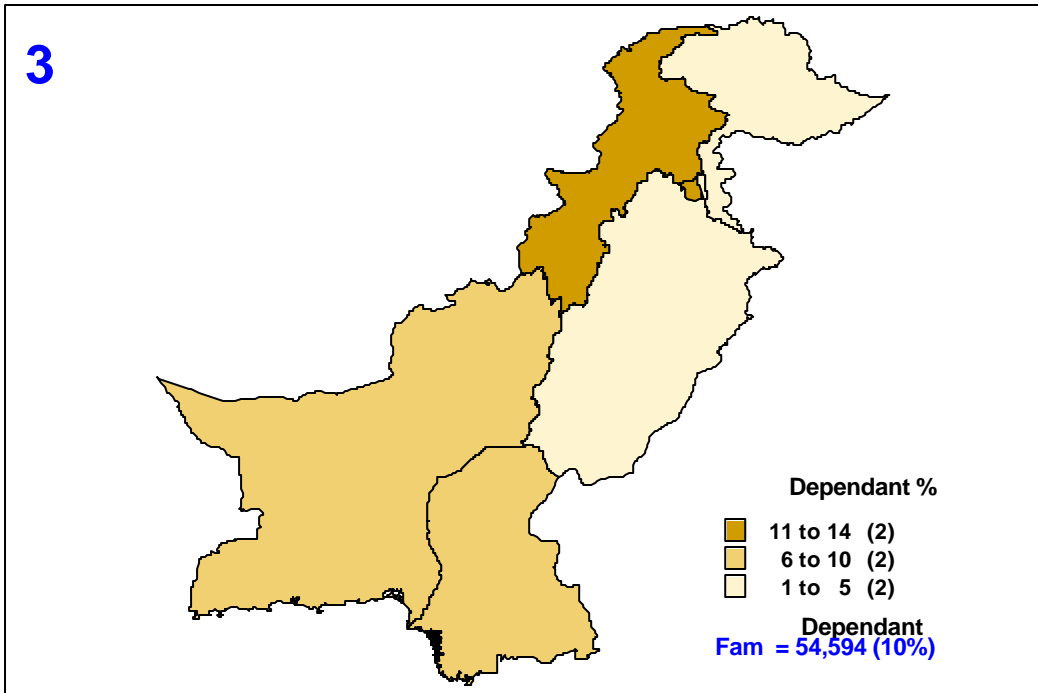 3
Dependant %
11 to 14 (2)
6 to 10 (2)
1 to 5 (2)
Dependant
Fam = 54,594 (10%)